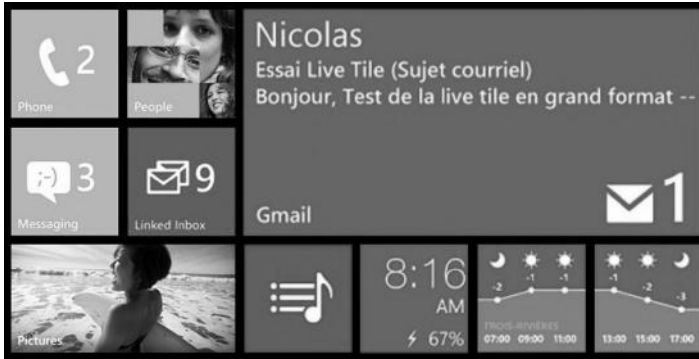 2
Phone
People
Nicolas
Essai Live Tile (Sujet courriel)
Bonjour, Test de la live tile en grand format --
Gmail
1
;-)
3
Messaging
9
Linked Inbox
Pictures
8:16
AM
67%
-2 -1 -1
TROIS-RIVIÈRES
07:00 09:00 11:00
-1 -2 -3
13:00 15:00 17:00